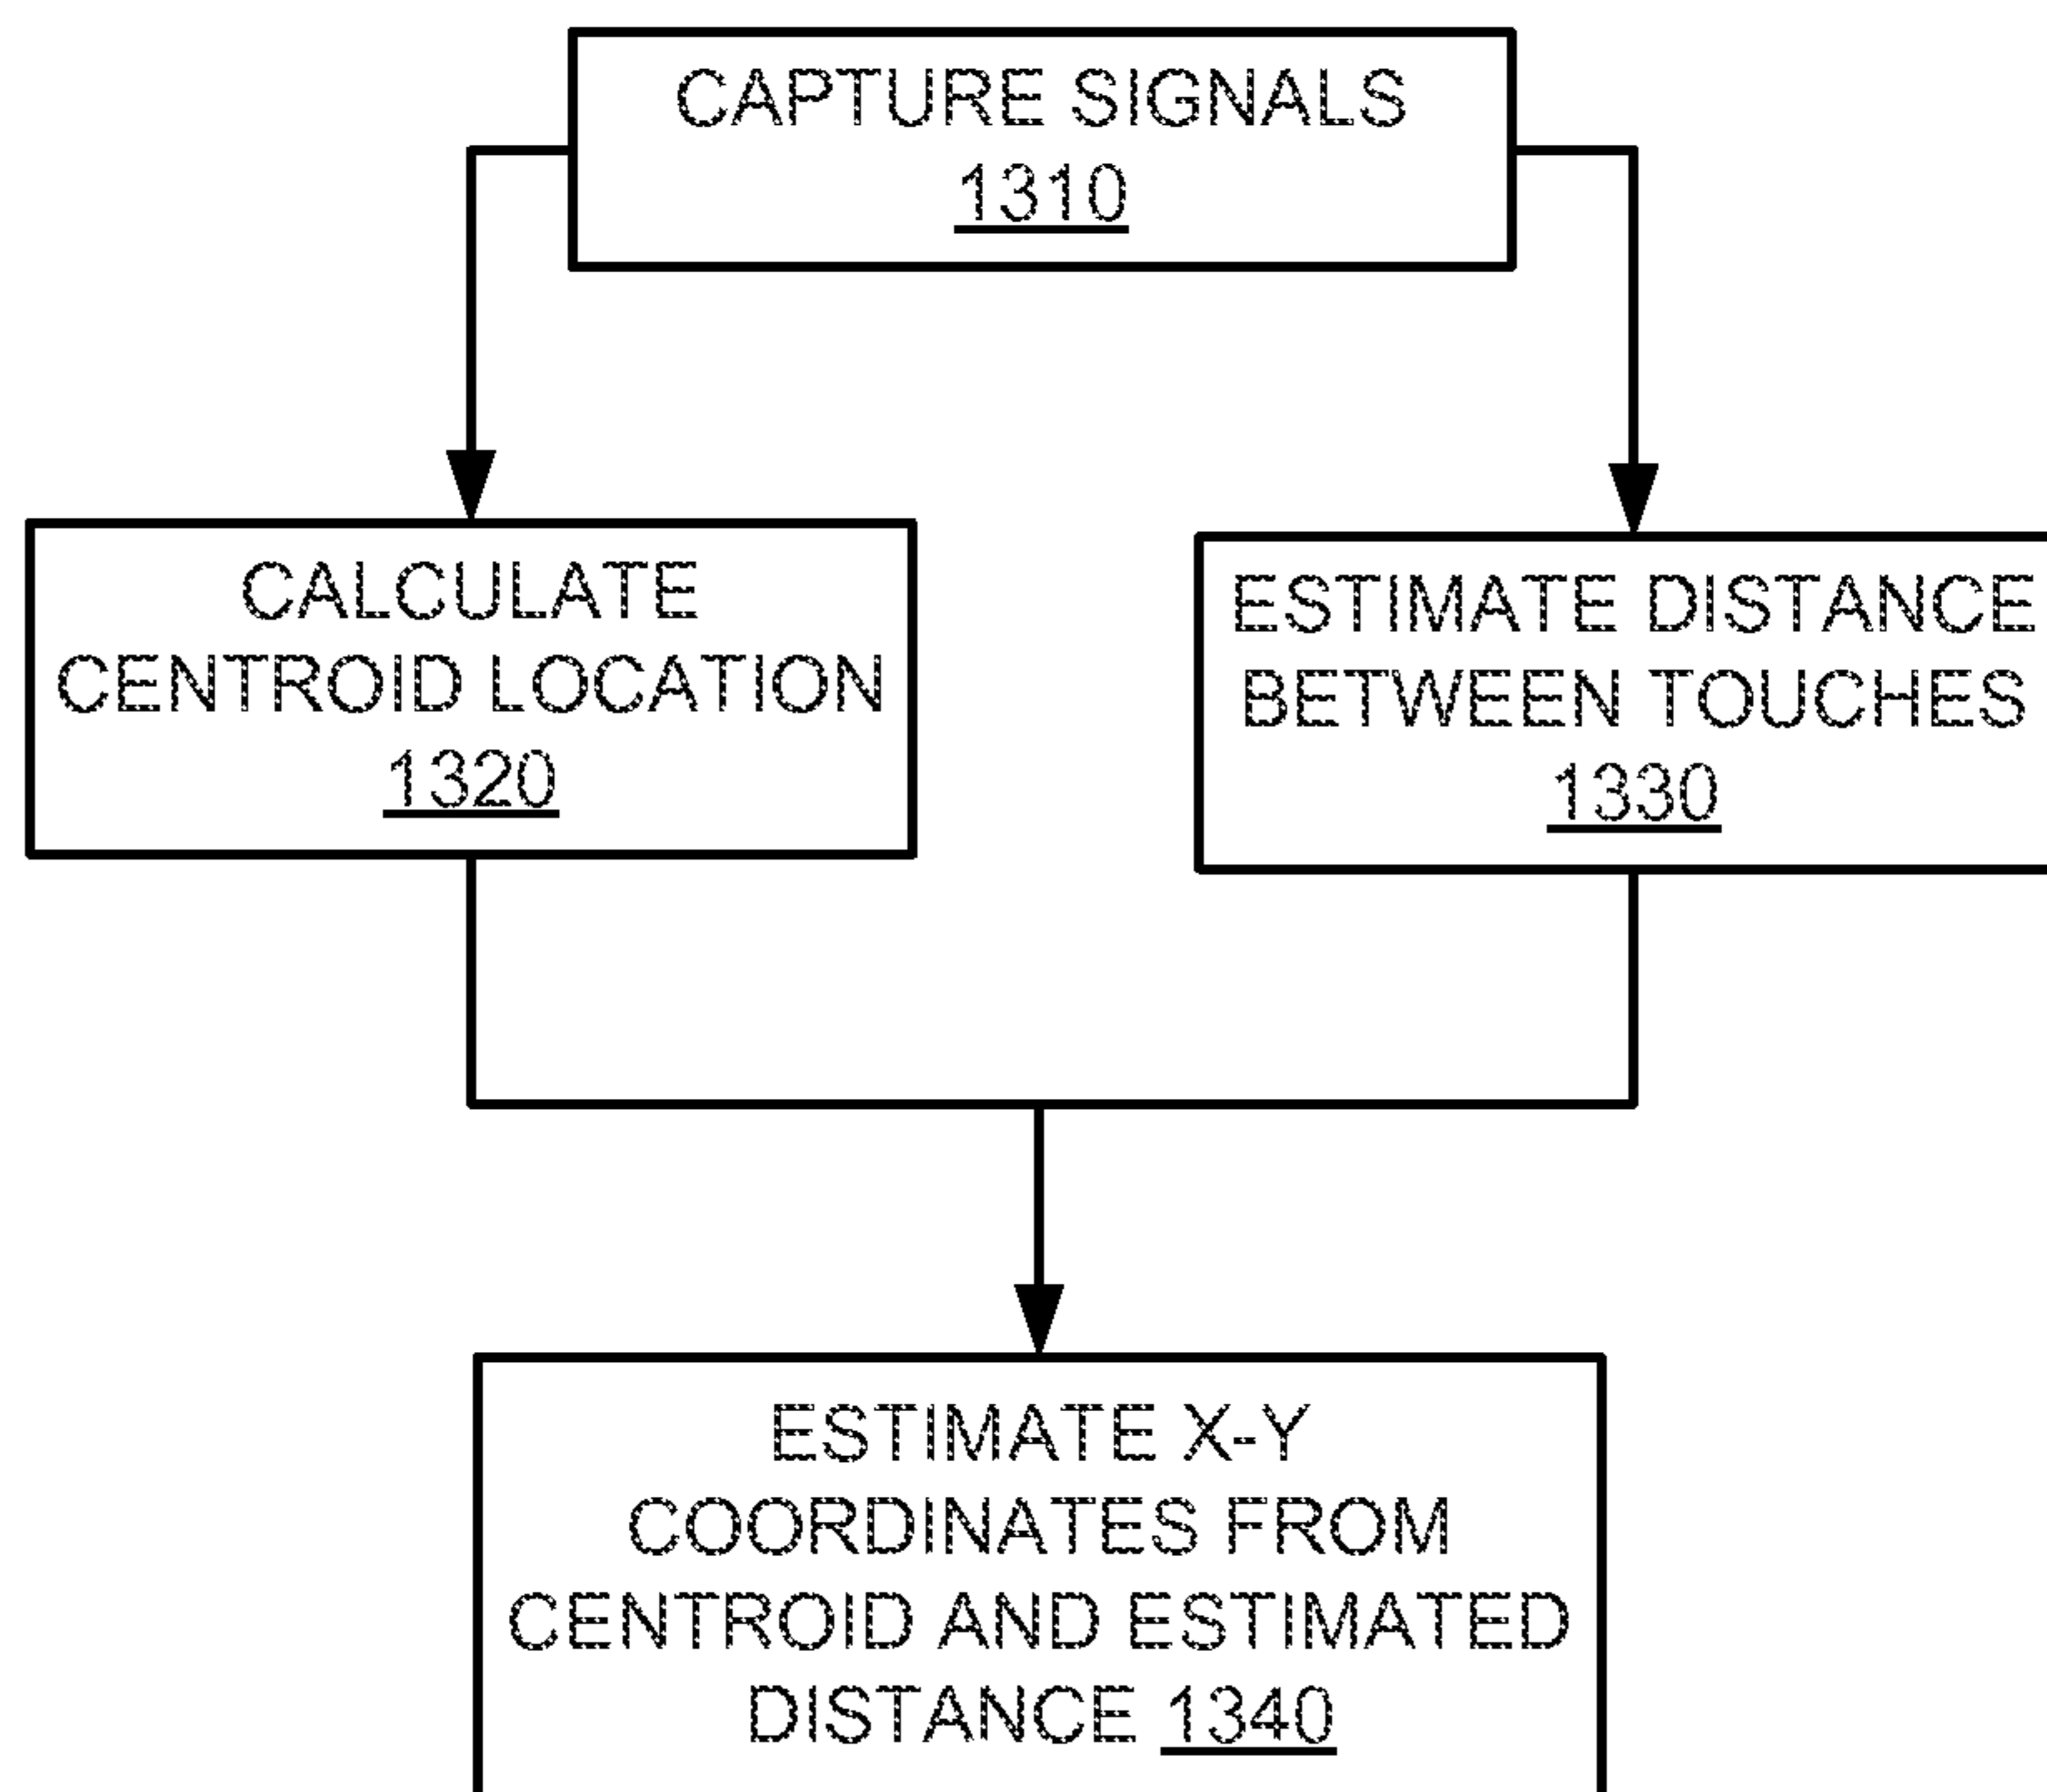 CAPTURE SIGNALS
1310
CALCULATE
CENTROID LOCATION
1320
ESTIMATE DISTANCE
BETWEEN TOUCHES
1330
ESTIMATE X-Y
COORDINATES FROM
CENTROID AND ESTIMATED
DISTANCE 1340